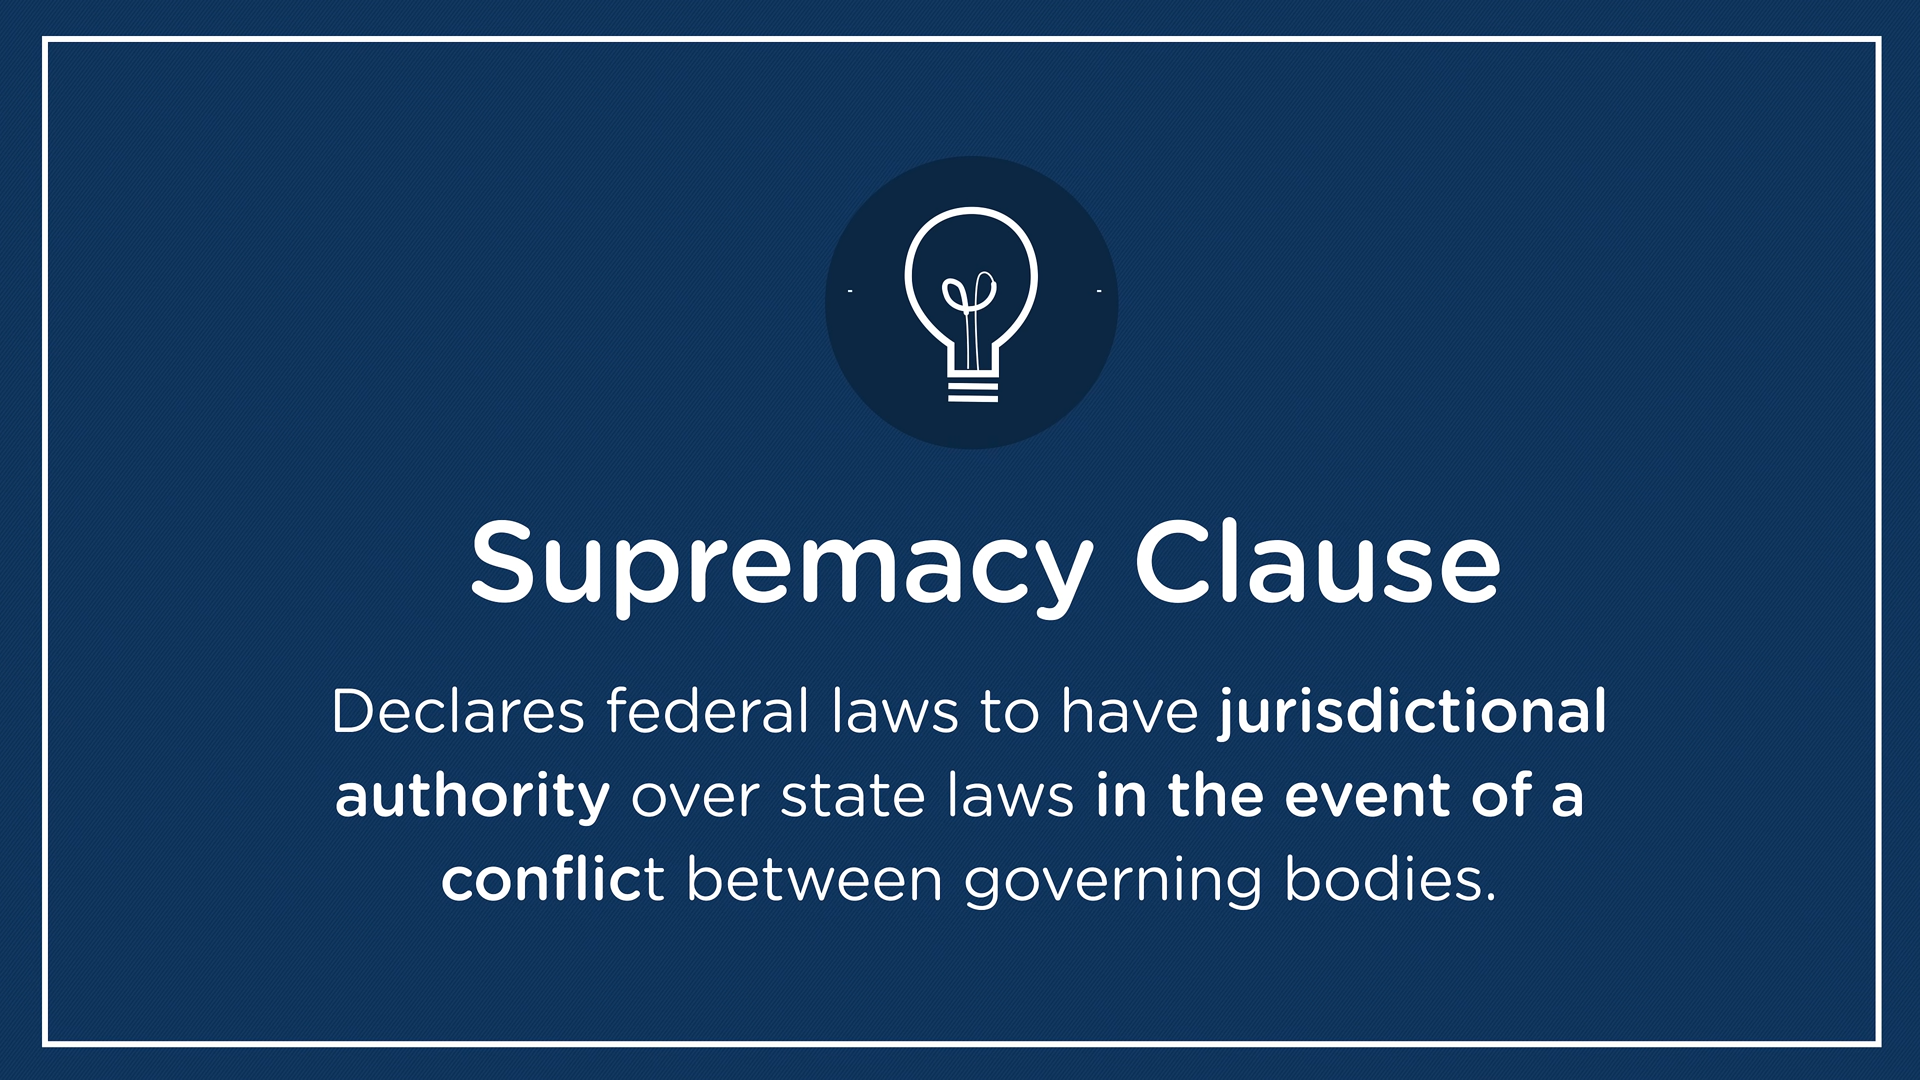 Supremacy Clause
Declares federal laws to have jurisdictional
authority over state laws in the event of a
conflict between governing bodies.